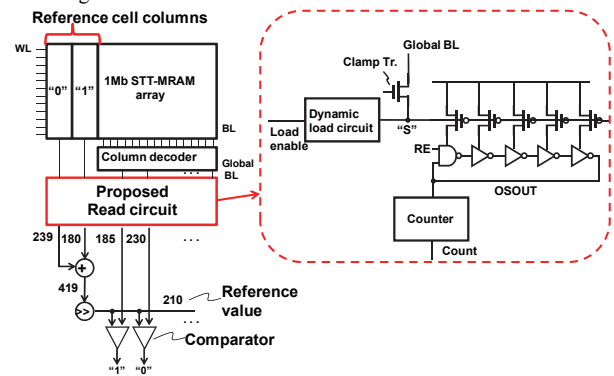 Reference cell columns
WL
"0" "1"
1Mb STT-MRAM
array
BL
Column decoder
Global
BL
Proposed
Read circuit
239 180 185 230
+
419
>>
210
Reference
value
Comparator
"1" "0"
Global BL
Clamp Tr.
Dynamic
load circuit
Load
enable
"S"
RE
OSOUT
Counter
Count